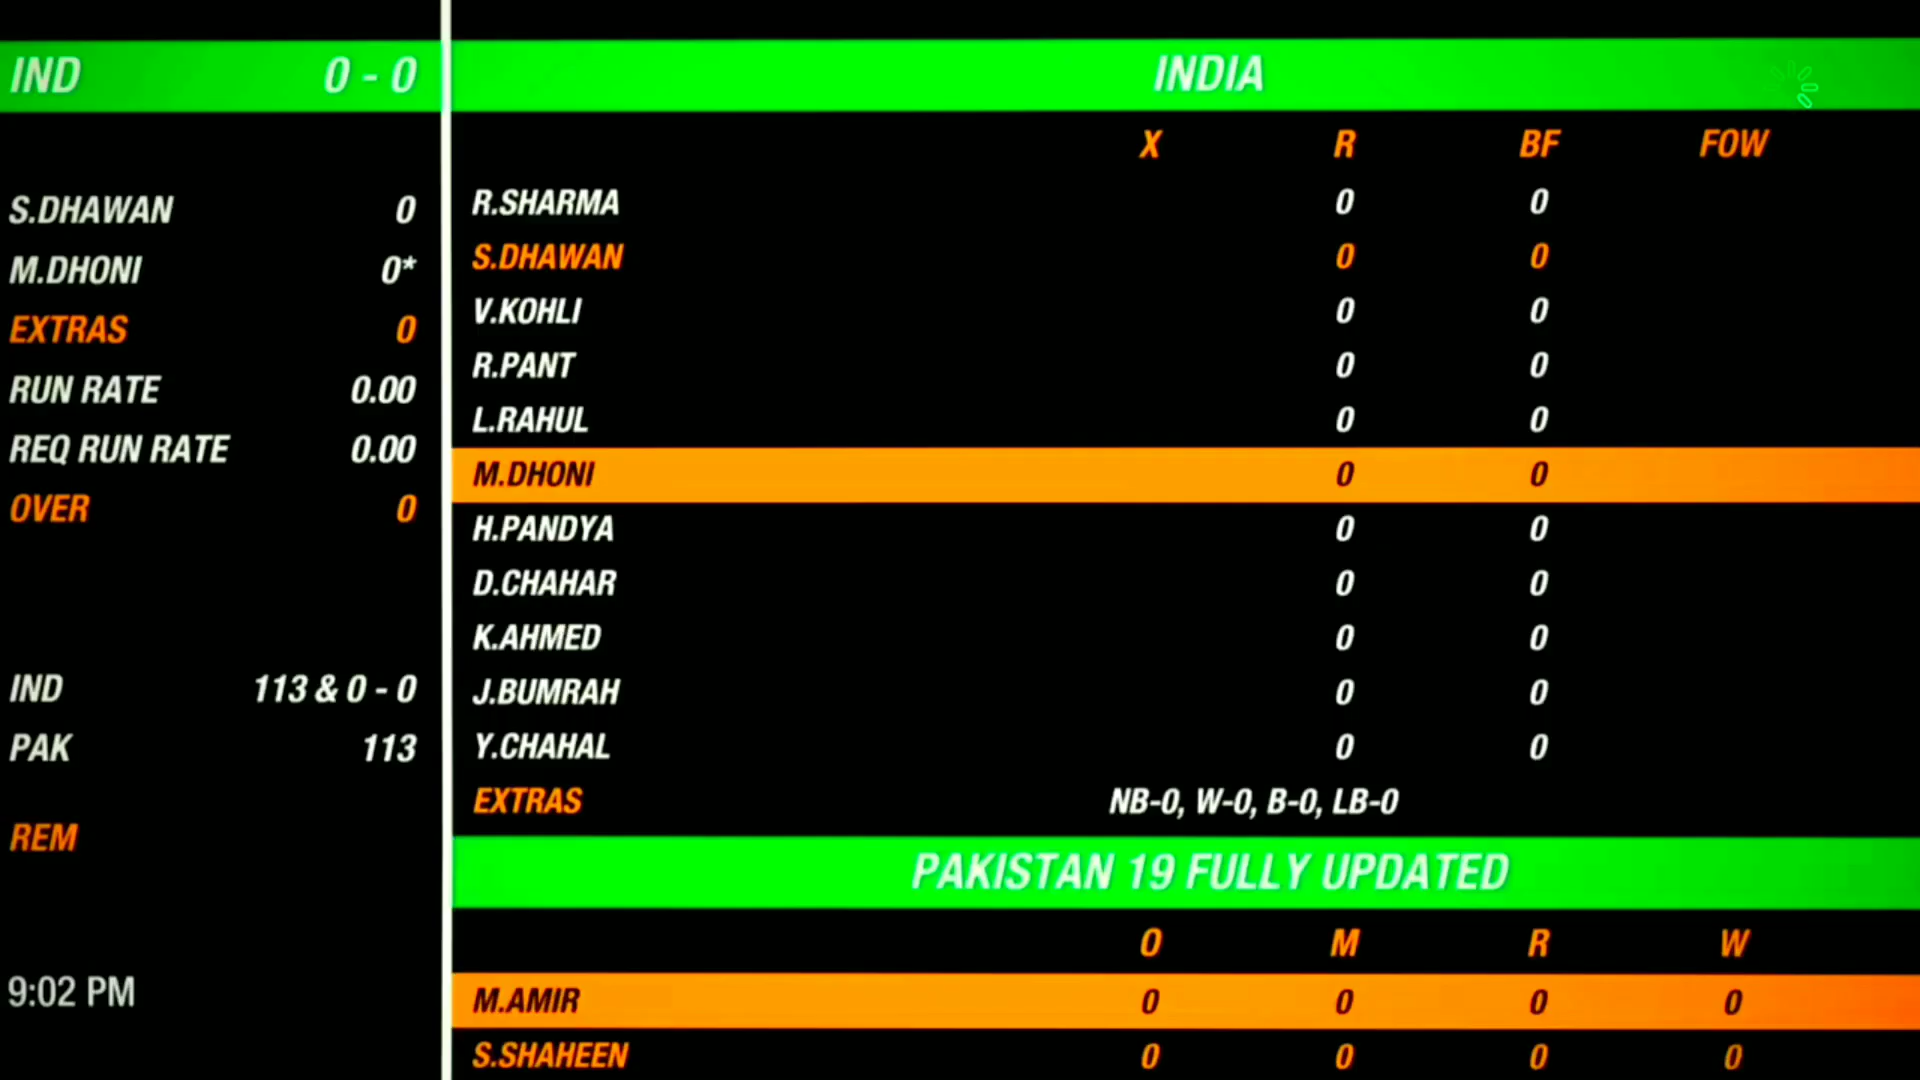 IND 0 - 0
S.DHAWAN 0
M.DHONI 0*
EXTRAS 0
RUN RATE 0.00
REQ RUN RATE 0.00
OVER 0
IND 113 & 0 - 0
PAK 113
REM
9:02 PM
INDIA
X R BF FOW
R.SHARMA 0 0
S.DHAWAN 0 0
V.KOHLI 0 0
R.PANT 0 0
L.RAHUL 0 0
M.DHONI 0 0
H.PANDYA 0 0
D.CHAHAR 0 0
K.AHMED 0 0
J.BUMRAH 0 0
Y.CHAHAL 0 0
EXTRAS NB-0, W-0, B-0, LB-0
PAKISTAN 19 FULLY UPDATED
O M R W
M.AMIR 0 0 0 0
S.SHAHEEN 0 0 0 0